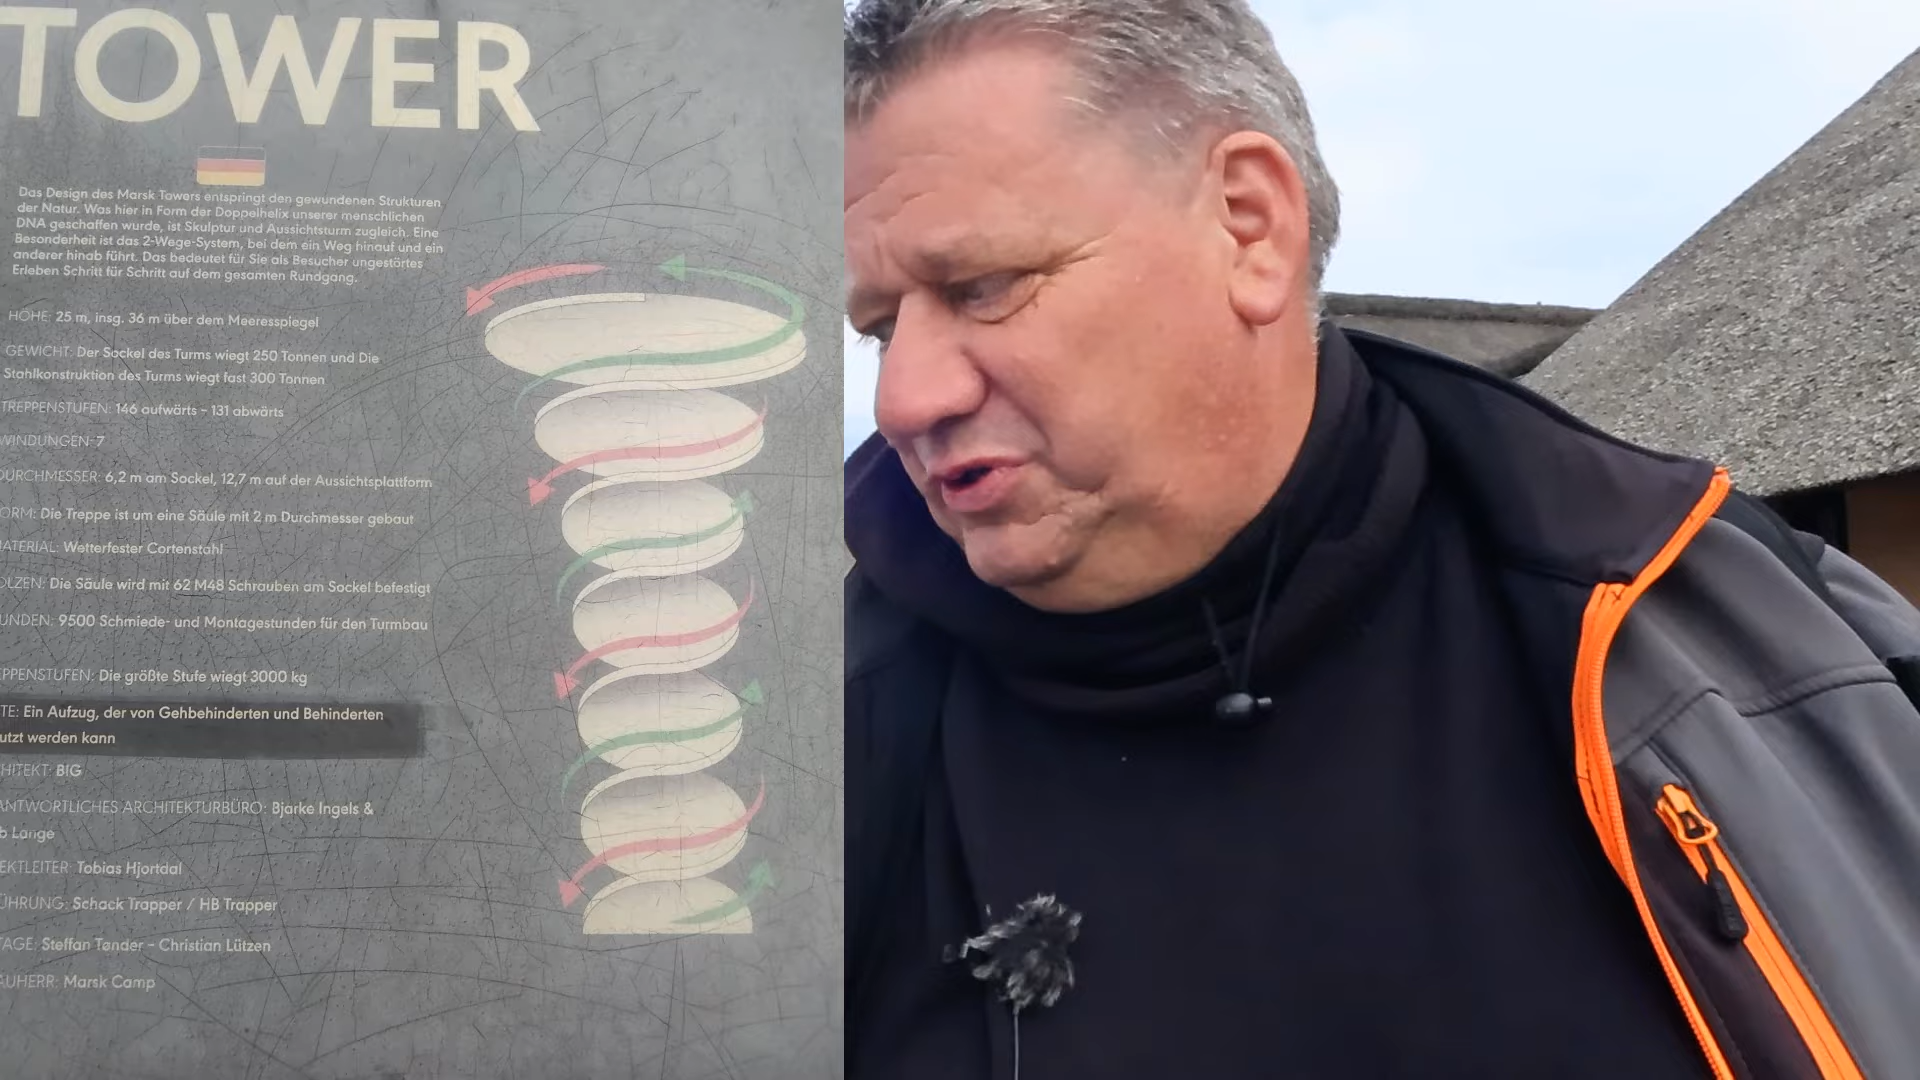 TOWER
Das Design des Marsk Towers entspringt den gewundenen Strukturen
der Natur. Was hier in Form der Doppelhelix unserer menschlichen
DNA geschaffen wurde, ist Skulptur und Aussichtsturm zugleich. Eine
Besonderheit ist das 2-Wege-System, bei dem ein Weg hinauf und ein
anderer hinab führt. Das bedeutet für Sie als Besucher ungestörtes
Erleben Schritt für Schritt auf dem gesamten Rundgang.
HÖHE: 25 m, insg. 36 m über dem Meeresspiegel
GEWICHT: Der Sockel des Turms wiegt 250 Tonnen und Die
Stahlkonstruktion des Turms wiegt fast 300 Tonnen
TREPPENSTUFEN: 146 aufwärts - 131 abwärts
WINDUNGEN-7
DURCHMESSER: 6,2 m am Sockel, 12,7 m auf der Aussichtsplattform
ORM: Die Treppe ist um eine Säule mit 2 m Durchmesser gebaut
MATERIAL: Wetterfester Cortenstahl
OLZEN: Die Säule wird mit 62 M48 Schrauben am Sockel befestigt
UNDEN: 9500 Schmiede- und Montagestunden für den Turmbau
EPPENSTUFEN: Die größte Stufe wiegt 3000 kg
TE: Ein Aufzug, der von Gehbehinderten und Behinderten
utzt werden kann
HITEKT: BIG
ANTWORTLICHES ARCHITEKTURBÜRO: Bjarke Ingels &
b Lange
EKTLEITER: Tobias Hjortdal
ÜHRUNG: Schack Trapper / HB Trapper
TAGE: Steffan Tønder - Christian Lützen
AUHERR: Marsk Camp